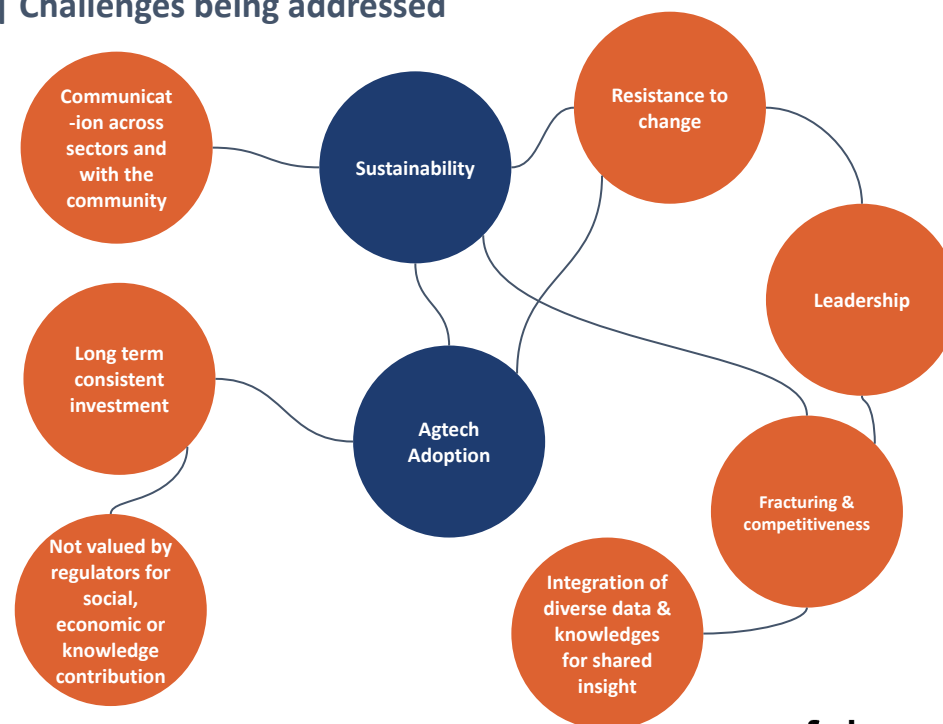 Challenges being addressed
Communicat
-ion across
sectors and
with the
community
Sustainability
Resistance to
change
Leadership
Long term
consistent
investment
Agtech
Adoption
Fracturing &
competitiveness
Not valued by
regulators for
social,
economic or
knowledge
contribution
Integration of
diverse data &
knowledges
for shared
insight